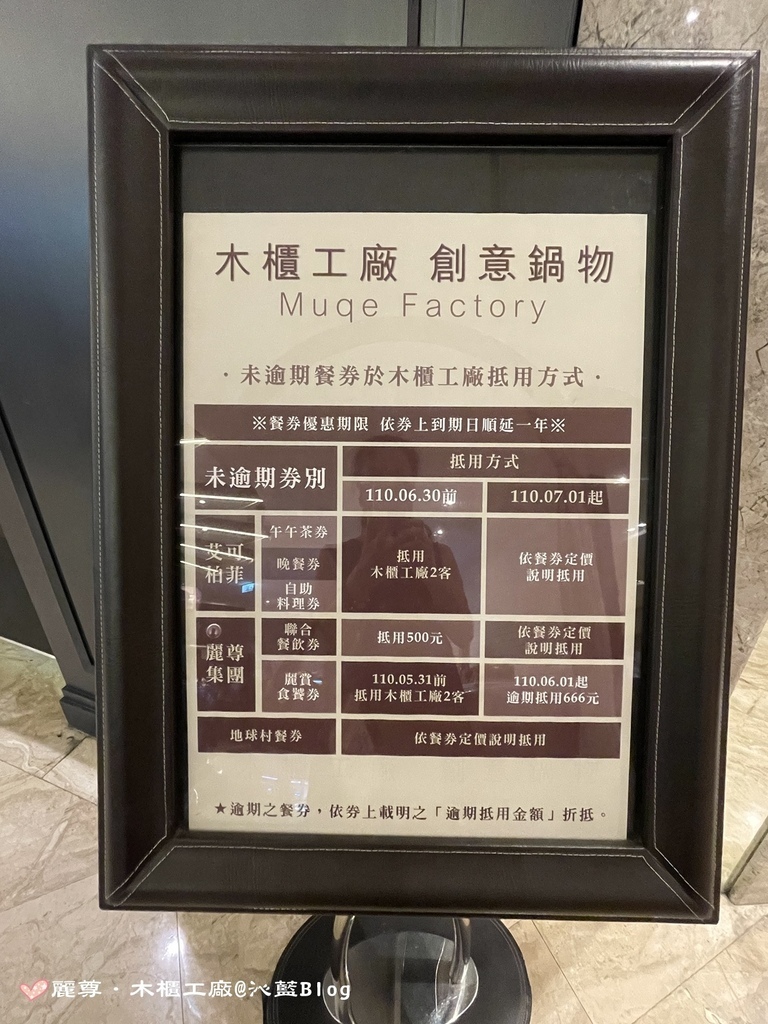 木櫃工廠 創意鍋物
Muqe Factory
·未逾期餐券於木櫃工廠抵用方式·
※餐券優惠期限 依券上到期日順延一年※
未逾期券別
抵用方式
110.06.30前
110.07.01起
艾可
柏菲
午午茶券
晚餐券
自助
料理券
抵用
木櫃工廠2客
依餐券定價
說明抵用
麗尊
集團
聯合
餐飲券
抵用500元
依餐券定價
說明抵用
麗賞
食饕券
110.05.31前
抵用木櫃工廠2客
110.06.01起
逾期抵用666元
地球村餐券
依餐券定價說明抵用
★逾期之餐券，依券上載明之「逾期抵用金額」折抵。
麗尊·木櫃工廠@沁藍Blog